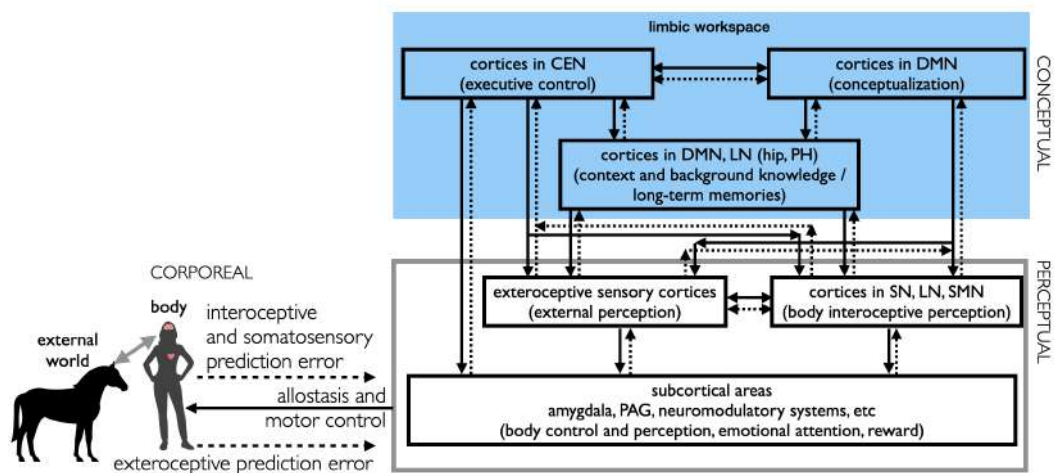 limbic workspace
cortices in CEN
(executive control)
cortices in DMN
(conceptualization)
CONCEPTUAL
cortices in DMN, LN (hip, PH)
(context and background knowledge /
long-term memories)
PERCEPTUAL
exteroceptive sensory cortices
(external perception)
cortices in SN, LN, SMN
(body interoceptive perception)
subcortical areas
amygdala, PAG, neuromodulatory systems, etc
(body control and perception, emotional attention, reward)
CORPOREAL
body
external
world
interoceptive
and somatosensory
prediction error
allostasis and
motor control
exteroceptive prediction error